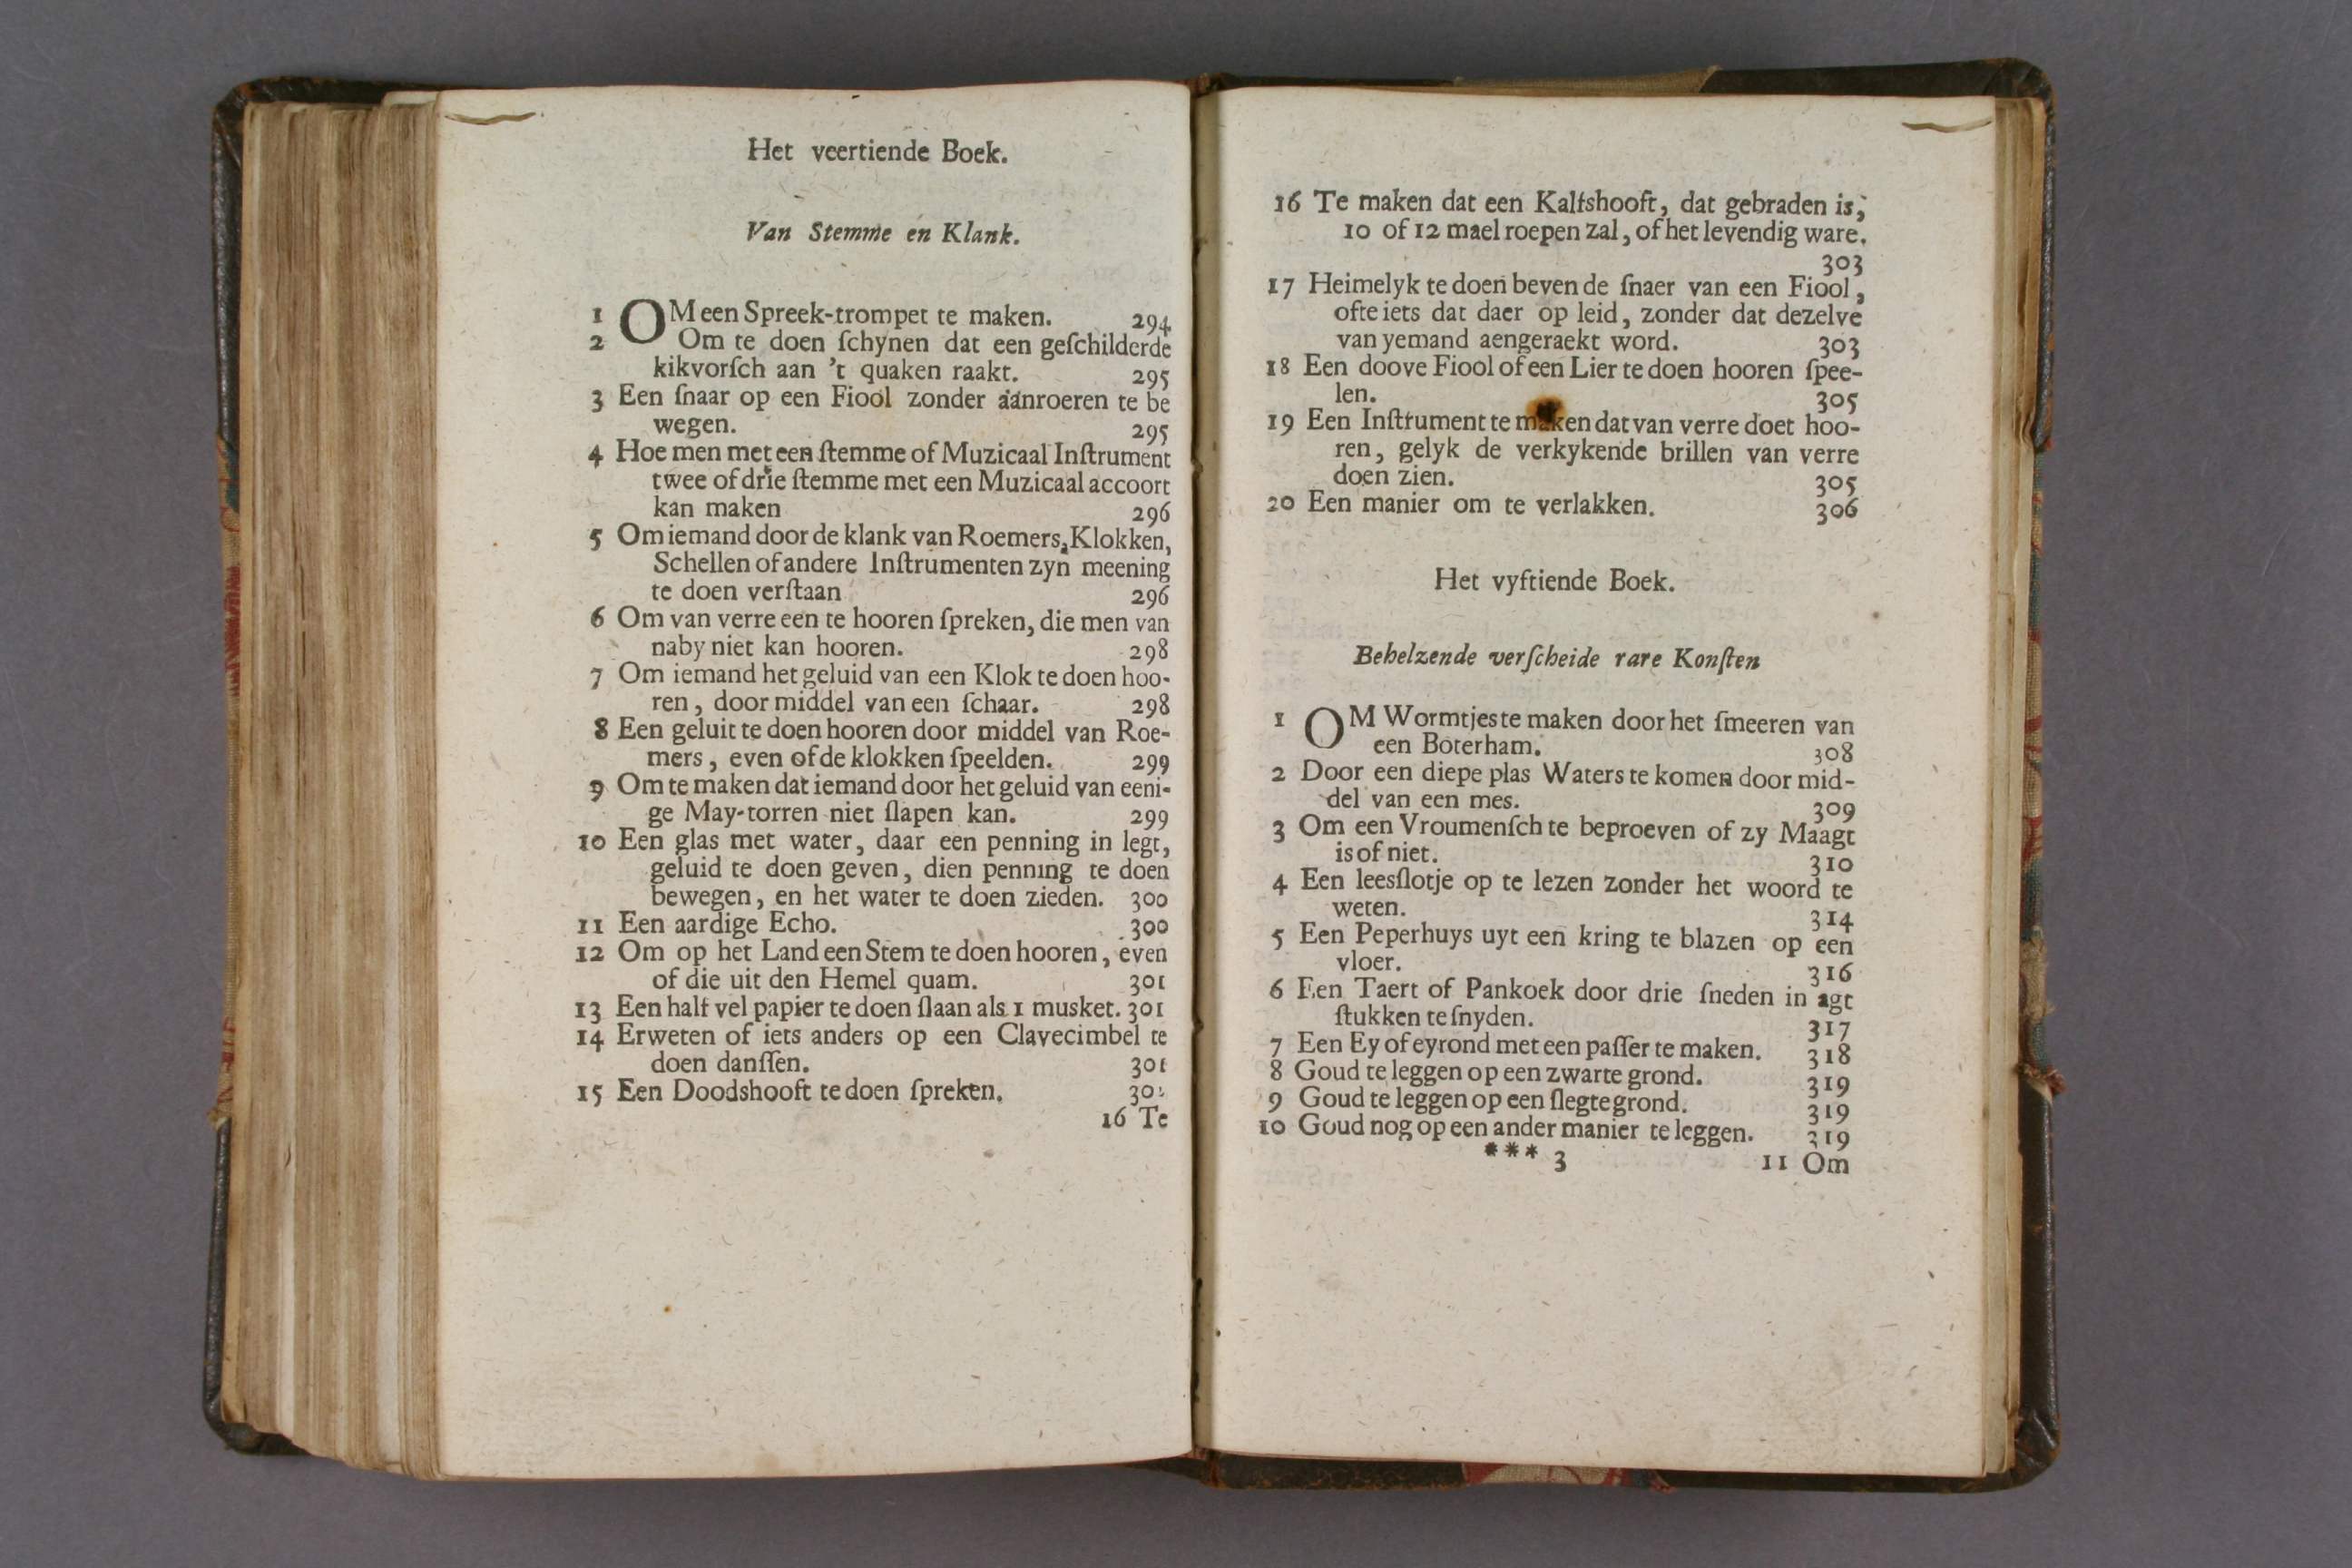 Het veertiende Boek.
Van Stemme en Klank.
1 OM een Spreek-trompet te maken. 294
2 Om te doen ſchynen dat een geſchilderde
kikvorſch aan 't quaken raakt. 295
3 Een ſnaar op een Fiool zonder aanroeren te be
wegen. 295
4 Hoe men met een ſtemme of Muzicaal Inſtrument
twee of drie ſtemme met een Muzicaal accoort
kan maken 296
5 Om iemand door de klank van Roemers, Klokken,
Schellen of andere Inſtrumenten zyn meening
te doen verſtaan 296
6 Om van verre een te hooren ſpreken, die men van
naby niet kan hooren. 298
7 Om iemand het geluid van een Klok te doen hoo-
ren, door middel van een ſchaar. 298
8 Een geluit te doen hooren door middel van Roe-
mers, even of de klokken ſpeelden. 299
9 Om te maken dat iemand door het geluid van eeni-
ge May-torren niet ſlapen kan. 299
10 Een glas met water, daar een penning in legt,
geluid te doen geven, dien penning te doen
bewegen, en het water te doen zieden. 300
11 Een aardige Echo. 300
12 Om op het Land een Stem te doen hooren, even
of die uit den Hemel quam. 301
13 Een half vel papier te doen ſlaan als 1 musket. 301
14 Erweten of iets anders op een Clavecimbel te
doen danſſen. 301
15 Een Doodshooft te doen ſpreken.
16 Te
16 Te maken dat een Kalfshooft, dat gebraden is,
10 of 12 mael roepen zal, of het levendig ware.
303
17 Heimelyk te doen beven de ſnaer van een Fiool,
ofte iets dat daer op leid, zonder dat dezelve
van yemand aengeraekt word. 303
18 Een doove Fiool of een Lier te doen hooren ſpee-
len. 305
19 Een Inſtrument te maken dat van verre doet hoo-
ren, gelyk de verkykende brillen van verre
doen zien. 305
20 Een manier om te verlakken. 306
Het vyftiende Boek.
Behelzende verſcheide rare Konſten
1 OM Wormtjes te maken door het ſmeeren van
een Boterham. 308
2 Door een diepe plas Waters te komen door mid-
del van een mes. 309
3 Om een Vroumenſch te beproeven of zy Maagt
is of niet. 310
4 Een leesſlotje op te lezen zonder het woord te
weten. 314
5 Een Peperhuys uyt een kring te blazen op een
vloer. 316
6 Een Taert of Pankoek door drie ſneden in agt
ſtukken te ſnyden. 317
7 Een Ey of eyrond met een paſſer te maken. 318
8 Goud te leggen op een zwarte grond. 319
9 Goud te leggen op een ſlegte grond. 319
10 Goud nog op een ander manier te leggen. 319
*** 3 11 Om